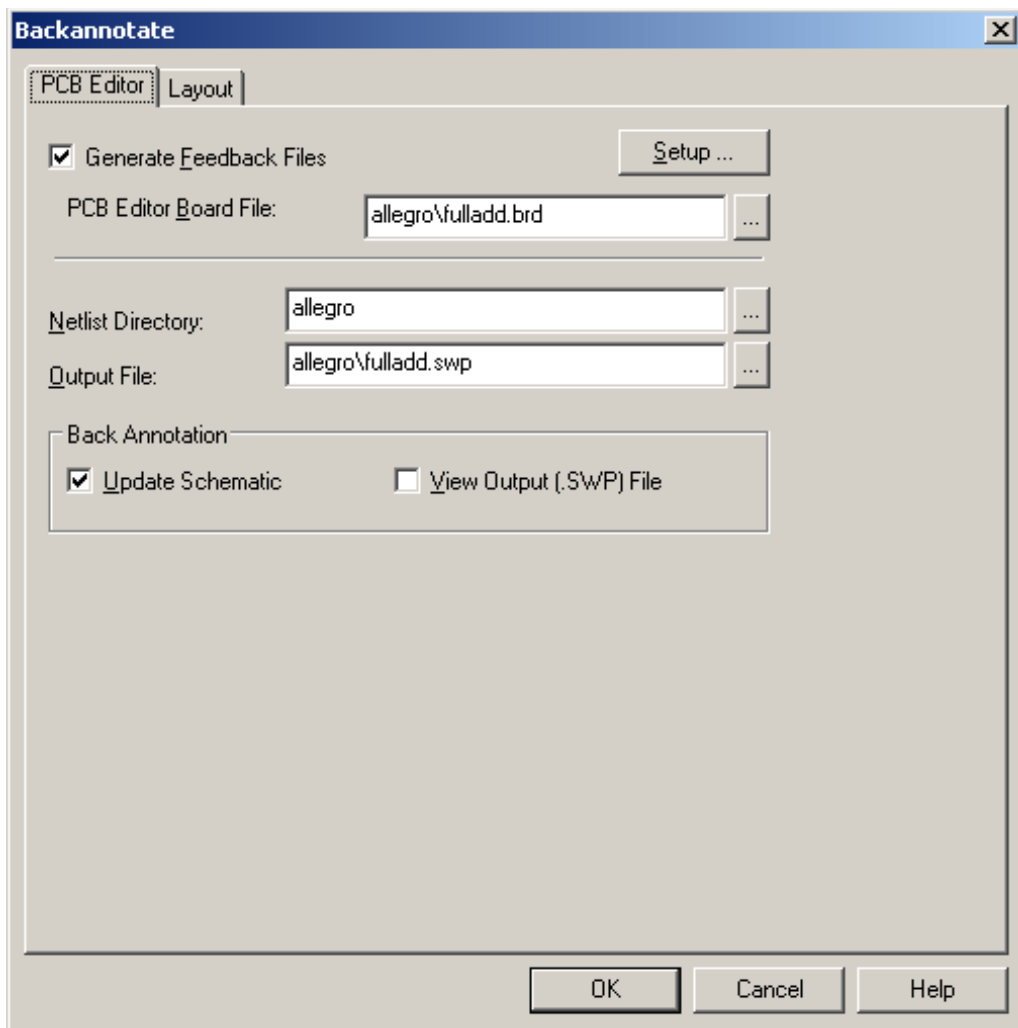 Backannotate
PCB Editor Layout
Generate Feedback Files Setup ...
PCB Editor Board File: allegro\fulladd.brd ...
Netlist Directory: allegro ...
Output File: allegro\fulladd.swp ...
Back Annotation
Update Schematic View Output (.SWP) File
OK Cancel Help